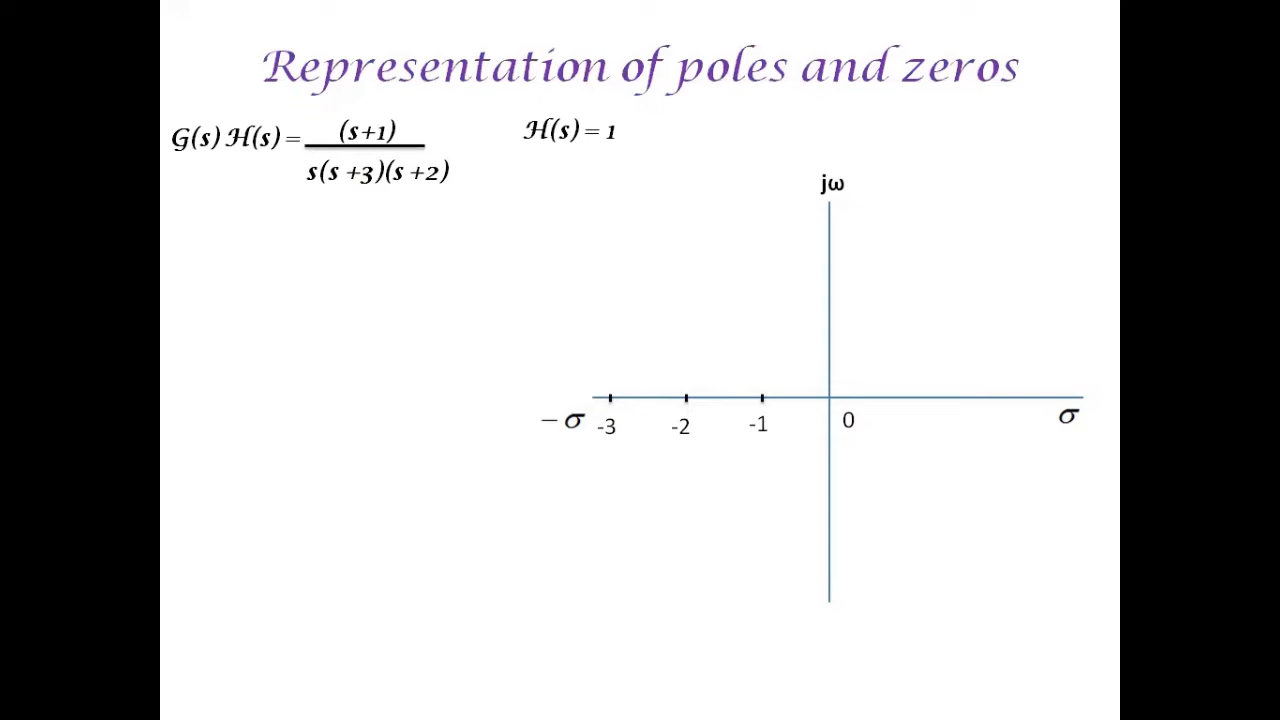 Representation of poles and zeros
G(s) H(s) = (s+1)
s(s +3)(s +2)
H(s) = 1
jω
−σ -3 -2 -1 0 σ